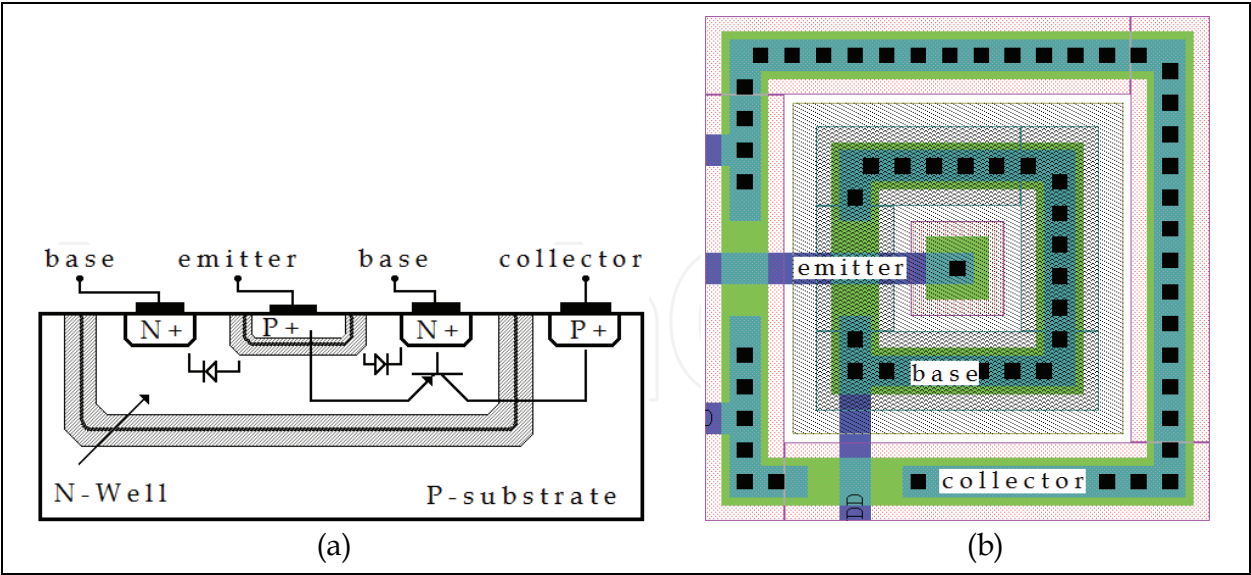 base
emitter
base
collector
N+
P+
N+
P+
N-Well
P-substrate
(a)
emitter
base
collector
DD
(b)